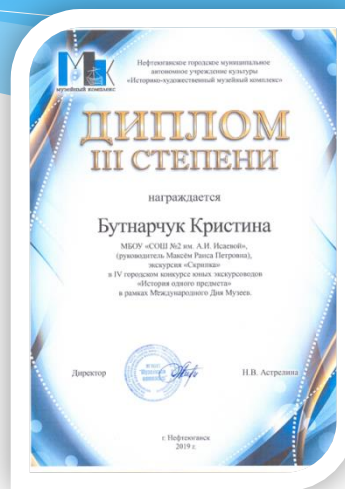 МУЗЕЙНЫЙ КОМПЛЕКС
Нефтеюганское городское муниципальное
автономное учреждение культуры
«Историко-художественный музейный комплекс»
ДИПЛОМ
III СТЕПЕНИ
награждается
Бутнарчук Кристина
МБОУ «СОШ №2 им. А.И. Исаевой»,
(руководитель Максём Раиса Петровна),
экскурсия «Скрипка»
в IV городском конкурсе юных экскурсоводов
«История одного предмета»
в рамках Международного Дня Музеев.
Директор
Н.В. Астрелина
г. Нефтеюганск
2019 г.